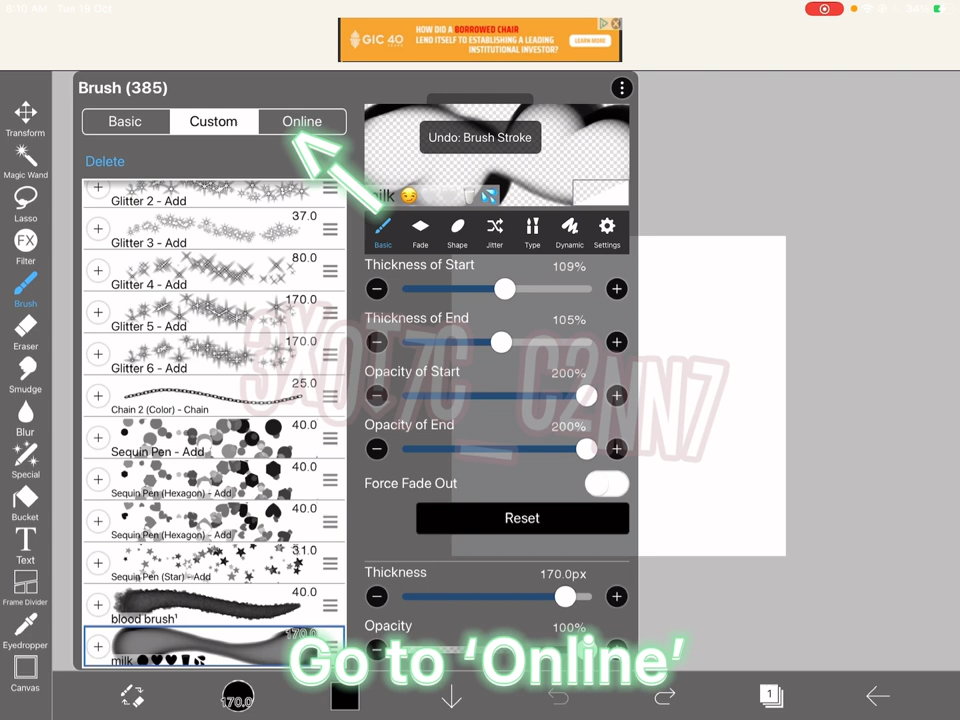 Tue 19 Oct
GIC 40
HOW DID A BORROWED CHAIR
LEND ITSELF TO ESTABLISHING A LEADING
INSTITUTIONAL INVESTOR?
LEARN MORE
Brush (385)
Basic
Custom
Online
Delete
Glitter 2 - Add
37.0
Glitter 3 - Add
80.0
Glitter 4 - Add
170.0
Glitter 5 - Add
170.0
Glitter 6 - Add
25.0
Chain 2 (Color) - Chain
40.0
Sequin Pen - Add
40.0
Sequin Pen (Hexagon) - Add
40.0
Sequin Pen (Hexagon) - Add
31.0
Sequin Pen (Star) - Add
40.0
blood brush¹
170.0
milk
Undo: Brush Stroke
Basic
Fade
Shape
Jitter
Type
Dynamic
Settings
Thickness of Start
109%
Thickness of End
105%
Opacity of Start
200%
Opacity of End
200%
Force Fade Out
Reset
Thickness
170.0px
Opacity
100%
Transform
Magic Wand
Lasso
FX
Filter
Brush
Eraser
Smudge
Blur
Special
Bucket
T
Text
Frame Divider
Eyedropper
Canvas
3XOT7C_C2NN7
Go to 'Online'
170.0
1